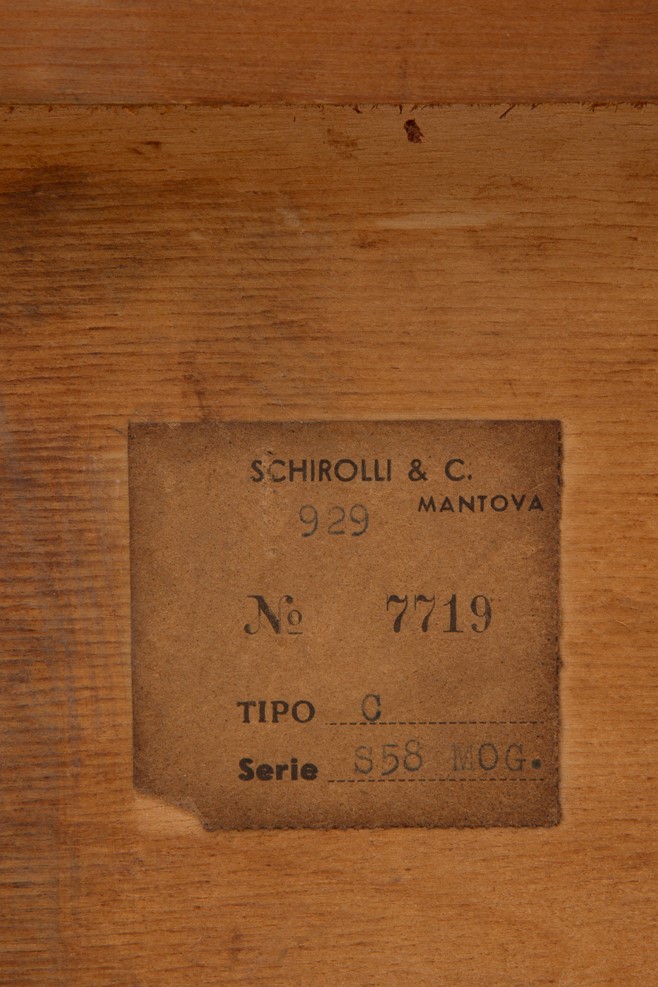 SCHIROLLI & C.
MANTOVA
929
No 7719
TIPO C
Serie S58 MOG.